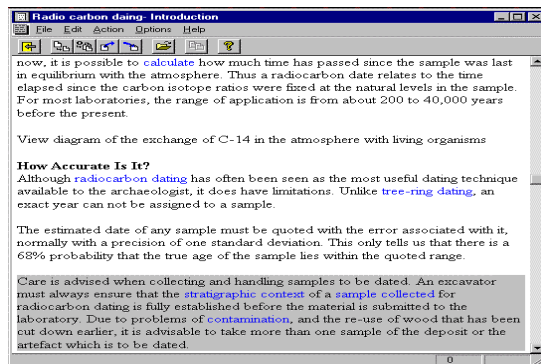 Radio carbon daing- Introduction
File Edit Action Options Help
now, it is possible to calculate how much time has passed since the sample was last
in equilibrium with the atmosphere. Thus a radiocarbon date relates to the time
elapsed since the carbon isotope ratios were fixed at the natural levels in the sample.
For most laboratories, the range of application is from about 200 to 40,000 years
before the present.
View diagram of the exchange of C-14 in the atmosphere with living organisms
How Accurate Is It?
Although radiocarbon dating has often been seen as the most useful dating technique
available to the archaeologist, it does have limitations. Unlike tree-ring dating, an
exact year can not be assigned to a sample.
The estimated date of any sample must be quoted with the error associated with it,
normally with a precision of one standard deviation. This only tells us that there is a
68% probability that the true age of the sample lies within the quoted range.
Care is advised when collecting and handling samples to be dated. An excavator
must always ensure that the stratigraphic context of a sample collected for
radiocarbon dating is fully established before the material is submitted to the
laboratory. Due to problems of contamination, and the re-use of wood that has been
cut down earlier, it is advisable to take more than one sample of the deposit or the
artefact which is to be dated.
0